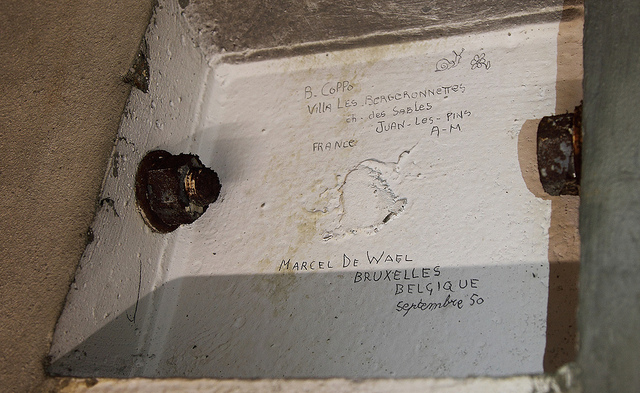 B. COPPO
VILLA LES BERGERONNETTES
ch. des SABLES
JUAN-LES-PINS
A-M
FRANCE
MARCEL DE WAEL
BRUXELLES
BELGIQUE
Septembre 50